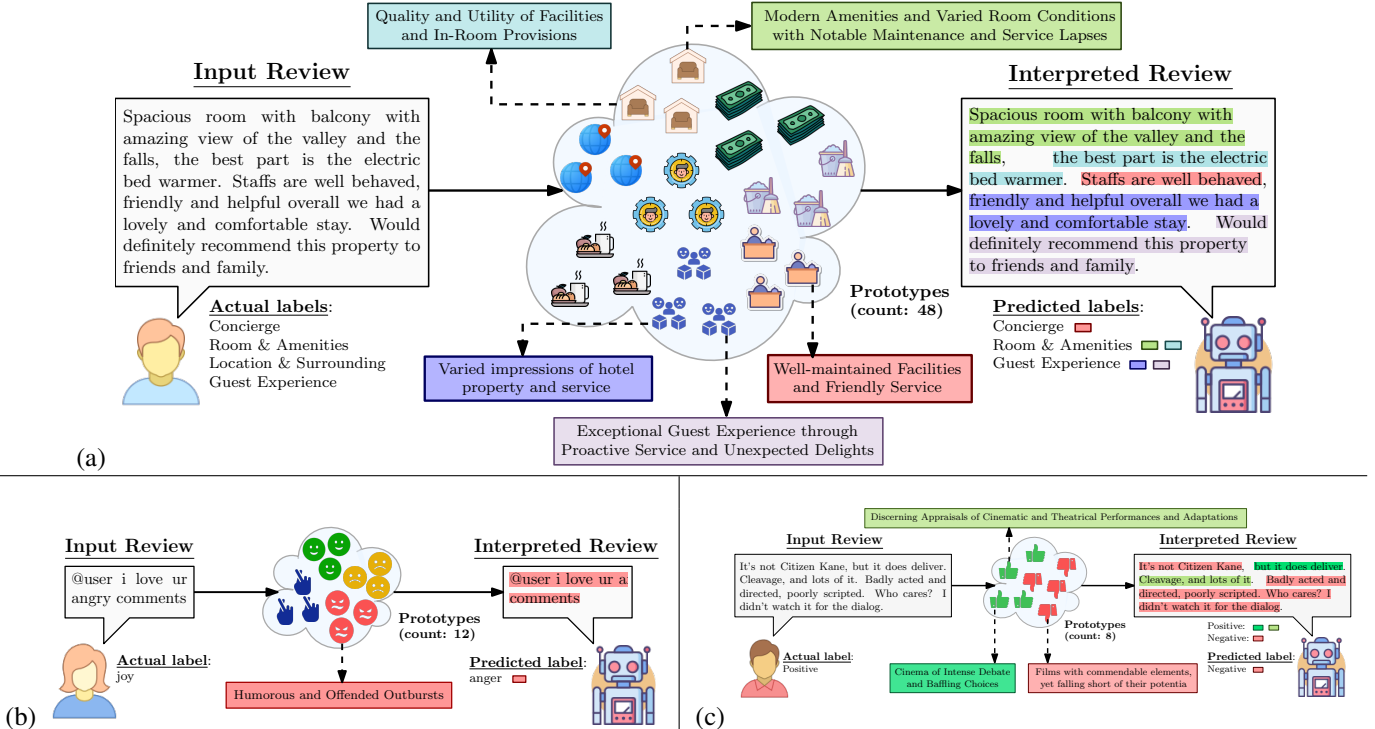 Quality and Utility of Facilities
and In-Room Provisions
Modern Amenities and Varied Room Conditions
with Notable Maintenance and Service Lapses
Input Review
Spacious room with balcony with
amazing view of the valley and the
falls, the best part is the electric
bed warmer. Staffs are well behaved,
friendly and helpful overall we had a
lovely and comfortable stay. Would
definitely recommend this property to
friends and family.
Actual labels:
Concierge
Room & Amenities
Location & Surrounding
Guest Experience
Prototypes
(count: 48)
Interpreted Review
Spacious room with balcony with
amazing view of the valley and the
falls, the best part is the electric
bed warmer. Staffs are well behaved,
friendly and helpful overall we had a
lovely and comfortable stay. Would
definitely recommend this property
to friends and family.
Predicted labels:
Concierge
Room & Amenities
Guest Experience
Varied impressions of hotel
property and service
Well-maintained Facilities
and Friendly Service
Exceptional Guest Experience through
Proactive Service and Unexpected Delights
(a)
Input Review
@user i love ur
angry comments
Actual label:
joy
Prototypes
(count: 12)
Interpreted Review
@user i love ur a
comments
Predicted label:
anger
Humorous and Offended Outbursts
(b)
Discerning Appraisals of Cinematic and Theatrical Performances and Adaptations
Input Review
It's not Citizen Kane, but it does deliver.
Cleavage, and lots of it. Badly acted and
directed, poorly scripted. Who cares? I
didn't watch it for the dialog.
Actual label:
Positive
Prototypes
(count: 8)
Interpreted Review
It's not Citizen Kane, but it does deliver.
Cleavage, and lots of it. Badly acted and
directed, poorly scripted. Who cares? I
didn't watch it for the dialog.
Positive:
Negative:
Predicted label:
Negative
Cinema of Intense Debate
and Baffling Choices
Films with commendable elements,
yet falling short of their potentia
(c)